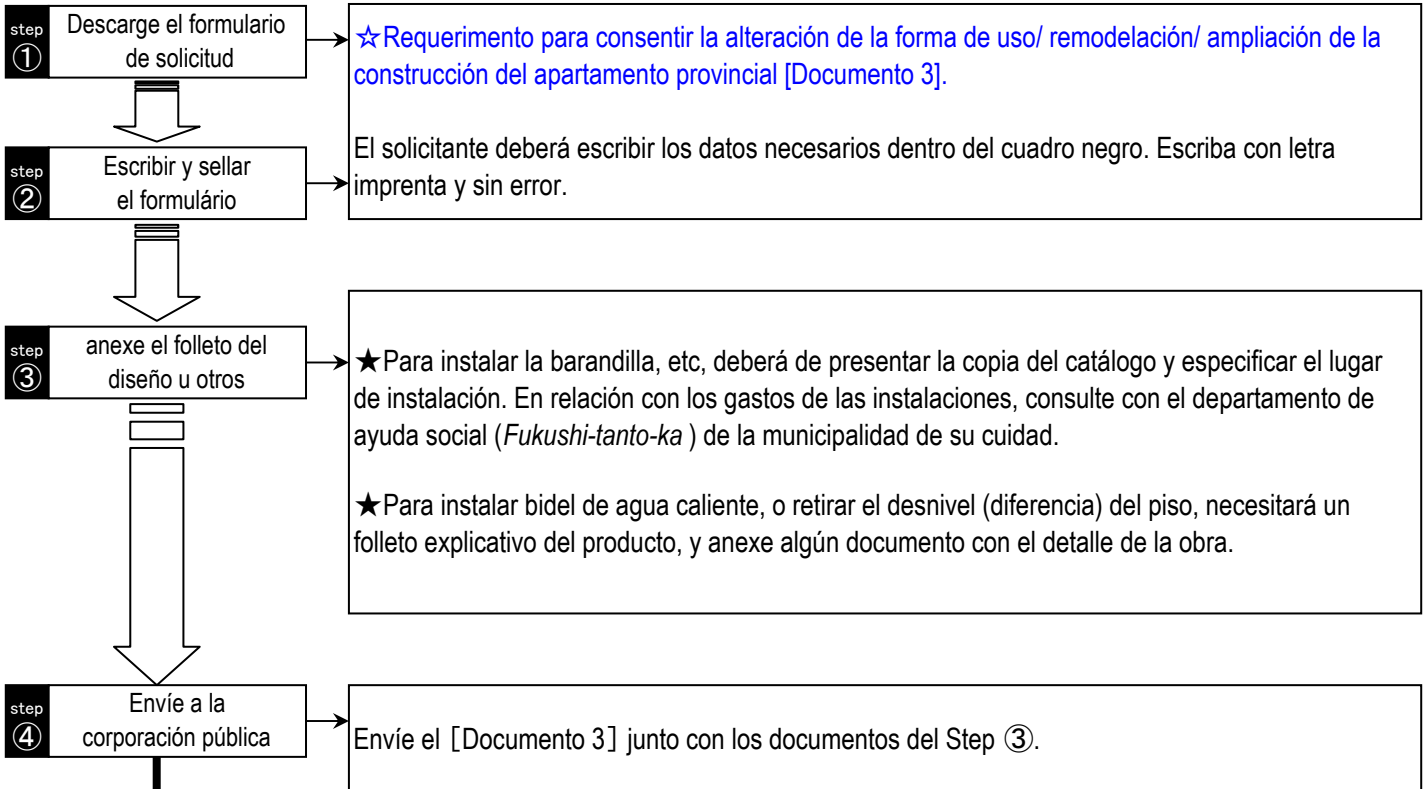 step
①
Descarge el formulario
de solicitud
☆Requerimento para consentir la alteración de la forma de uso/ remodelación/ ampliación de la
construcción del apartamento provincial [Documento 3].
step
②
Escribir y sellar
el formulário
El solicitante deberá escribir los datos necesarios dentro del cuadro negro. Escriba con letra
imprenta y sin error.
step
③
anexe el folleto del
diseño u otros
★Para instalar la barandilla, etc, deberá de presentar la copia del catálogo y especificar el lugar
de instalación. En relación con los gastos de las instalaciones, consulte con el departamento de
ayuda social (Fukushi-tanto-ka ) de la municipalidad de su cuidad.
★Para instalar bidel de agua caliente, o retirar el desnivel (diferencia) del piso, necesitará un
folleto explicativo del producto, y anexe algún documento con el detalle de la obra.
step
④
Envíe a la
corporación pública
Envíe el［Documento 3］junto con los documentos del Step ③.